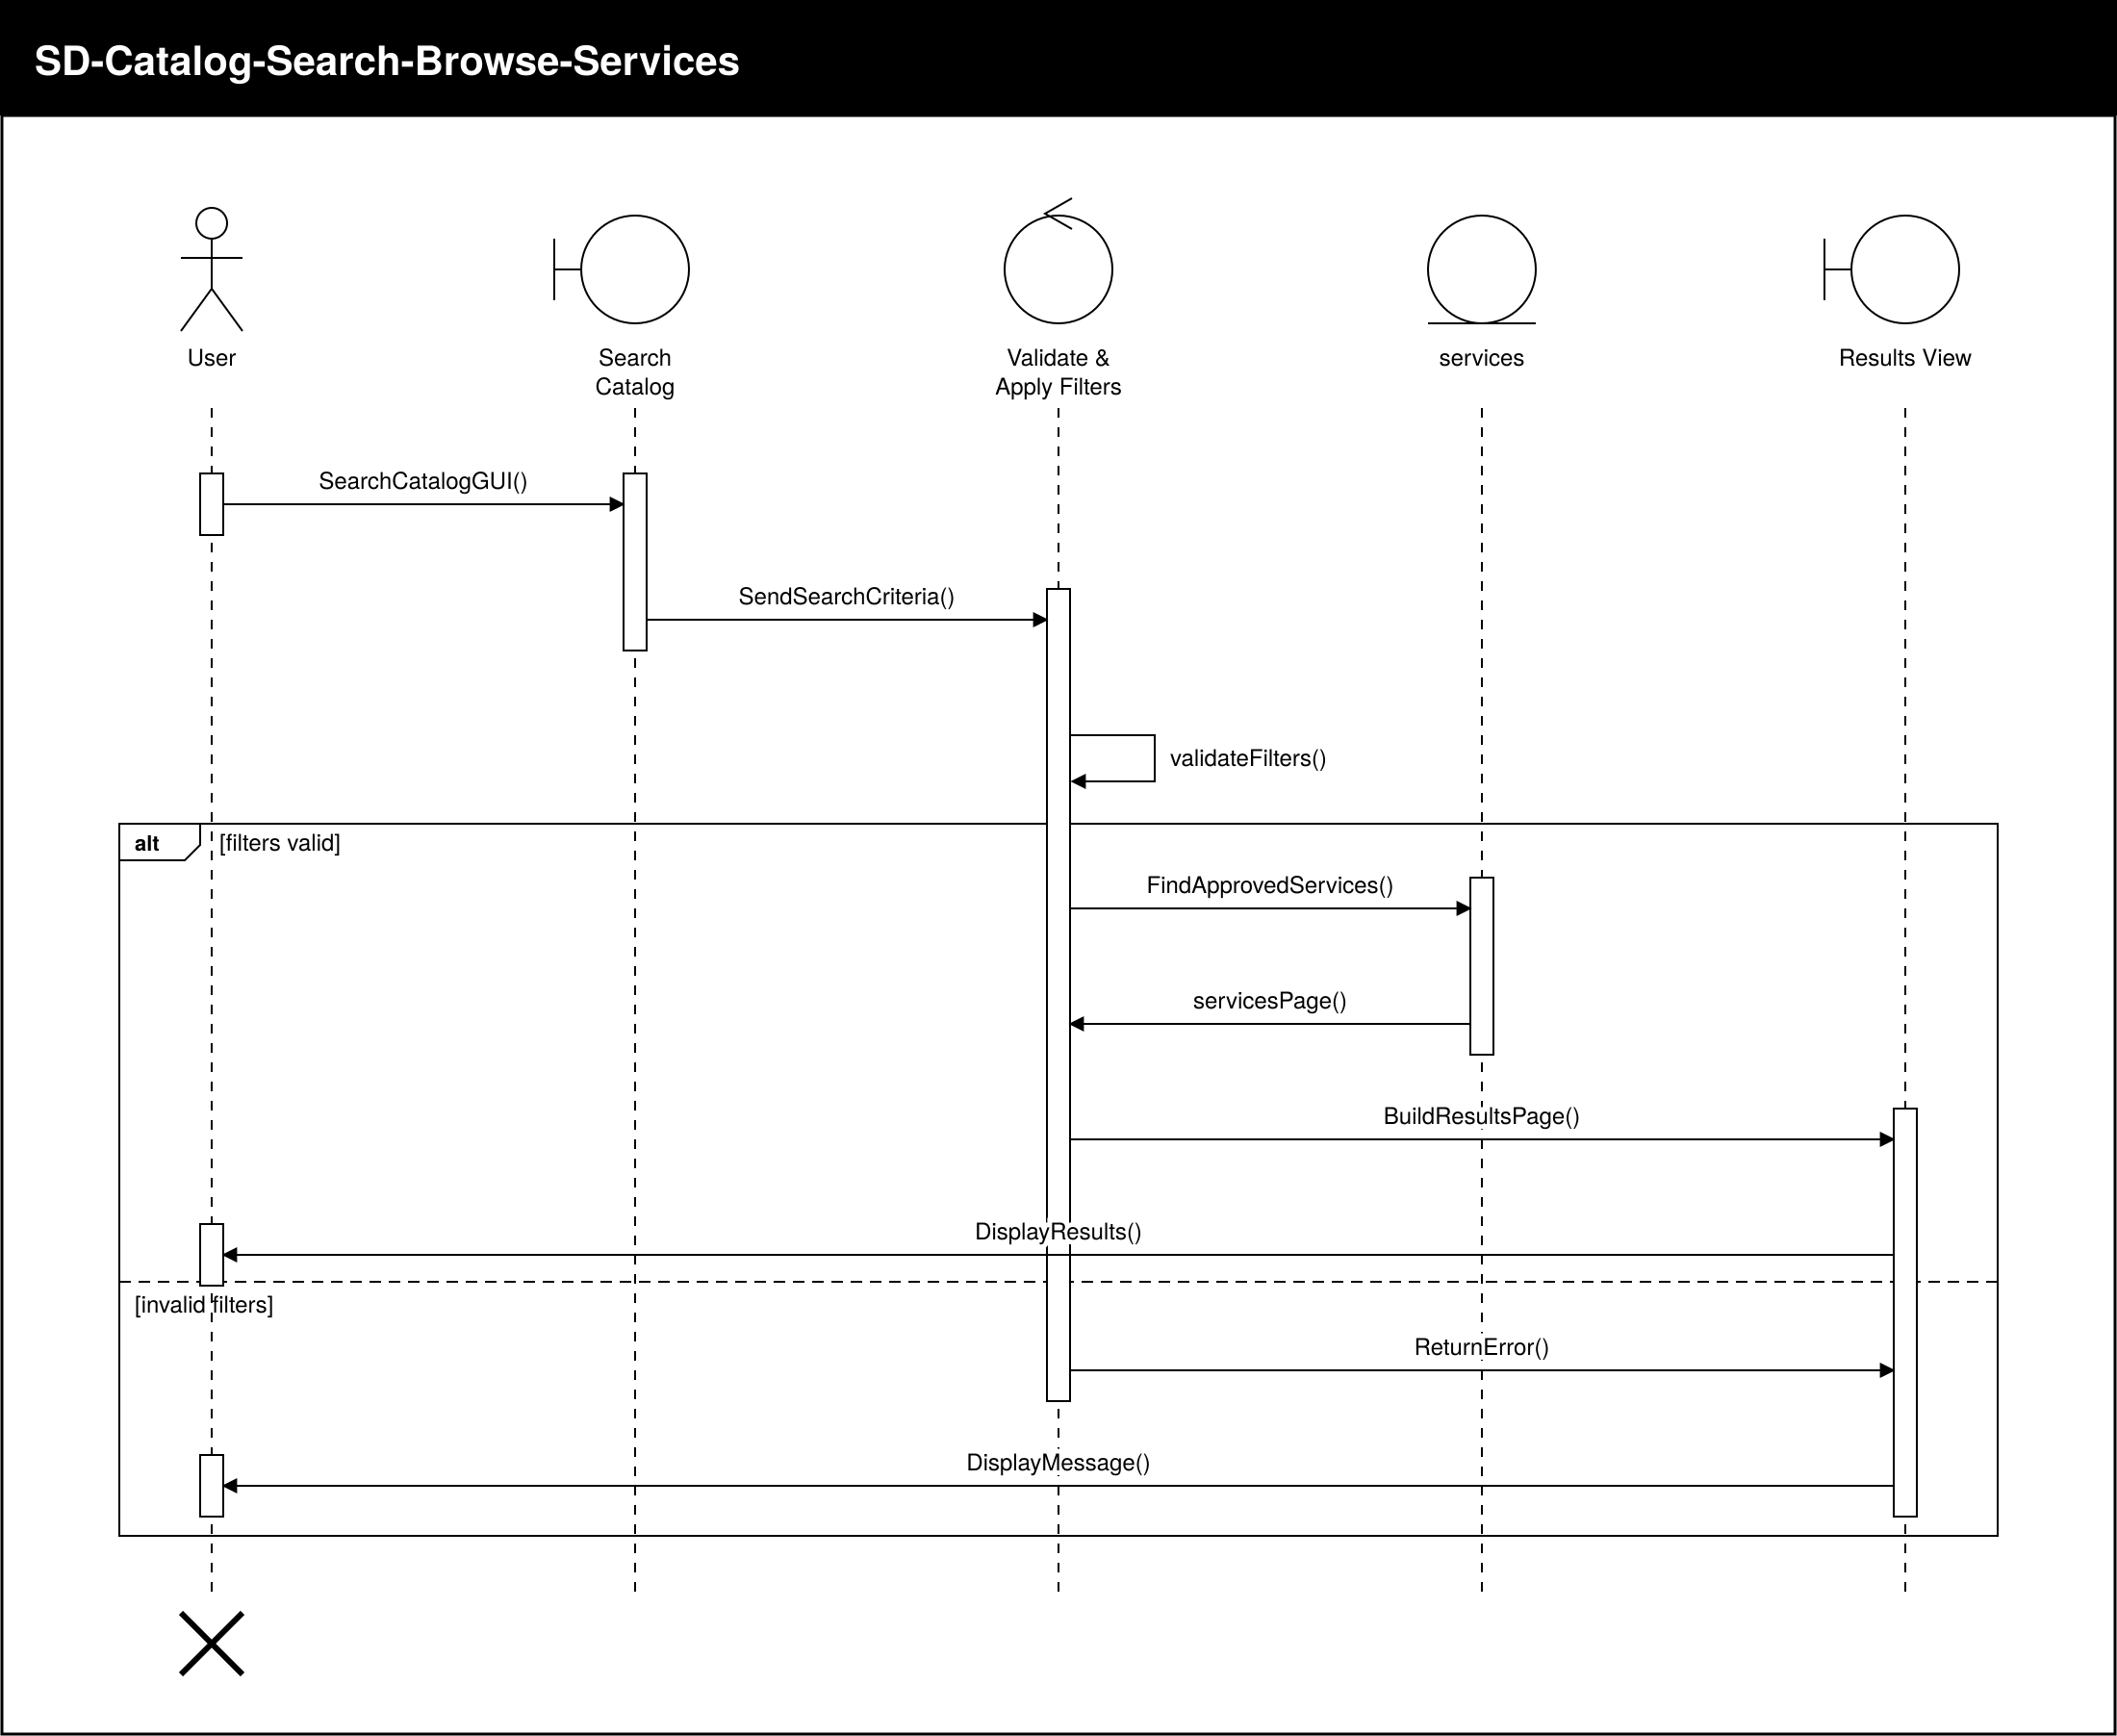 SD-Catalog-Search-Browse-Services
User
Search
Catalog
Validate &
Apply Filters
services
Results View
SearchCatalogGUI()
SendSearchCriteria()
validateFilters()
alt
[filters valid]
FindApprovedServices()
servicesPage()
BuildResultsPage()
DisplayResults()
[invalid filters]
ReturnError()
DisplayMessage()